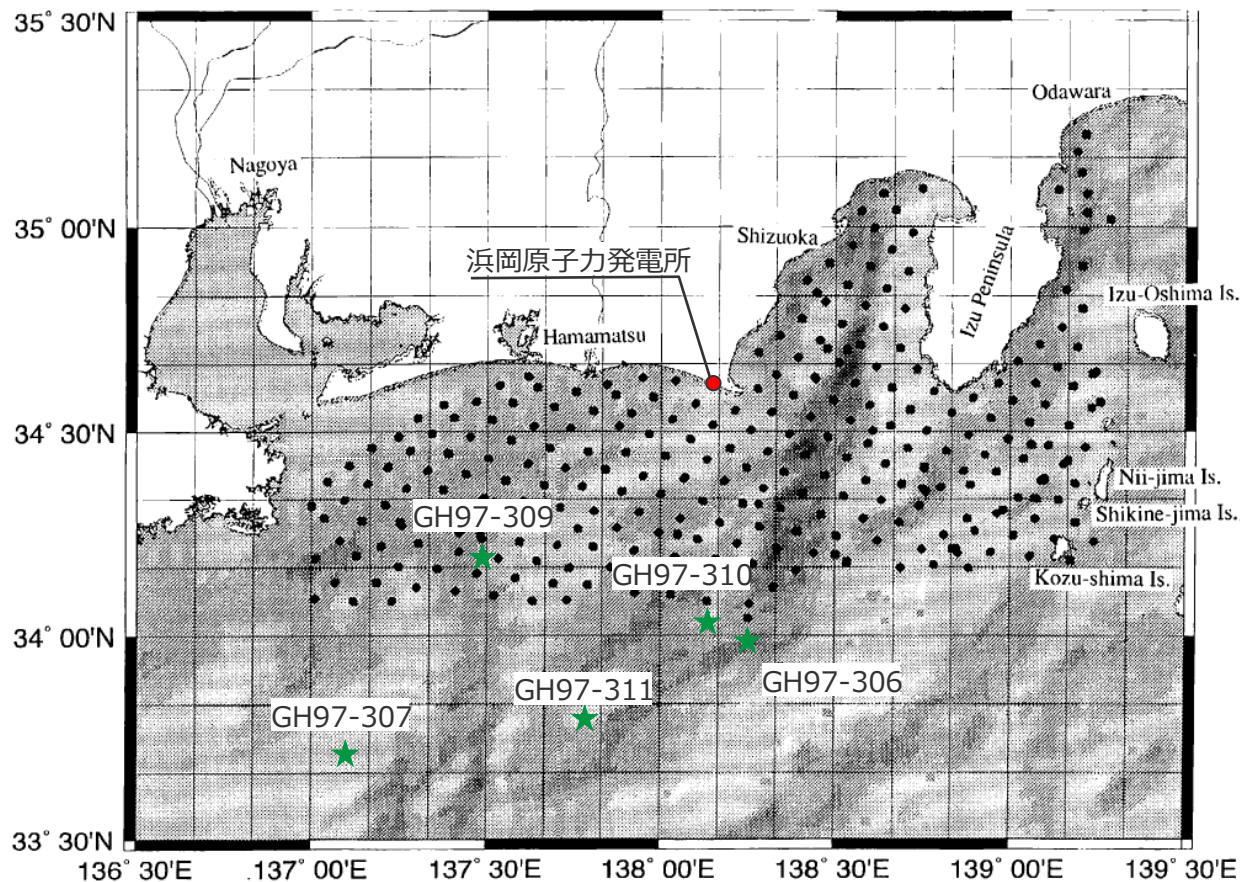 35° 30'N
Odawara
Nagoya
35° 00'N
Shizuoka
浜岡原子力発電所
Izu Peninsula
Izu-Oshima Is.
Hamamatsu
34° 30'N
Nii-jima Is.
GH97-309
Shikine-jima Is.
GH97-310
Kozu-shima Is.
34° 00'N
GH97-311
GH97-306
GH97-307
33° 30'N
136° 30'E
137° 00'E
137° 30'E
138° 00'E
138° 30'E
139° 00'E
139° 30'E